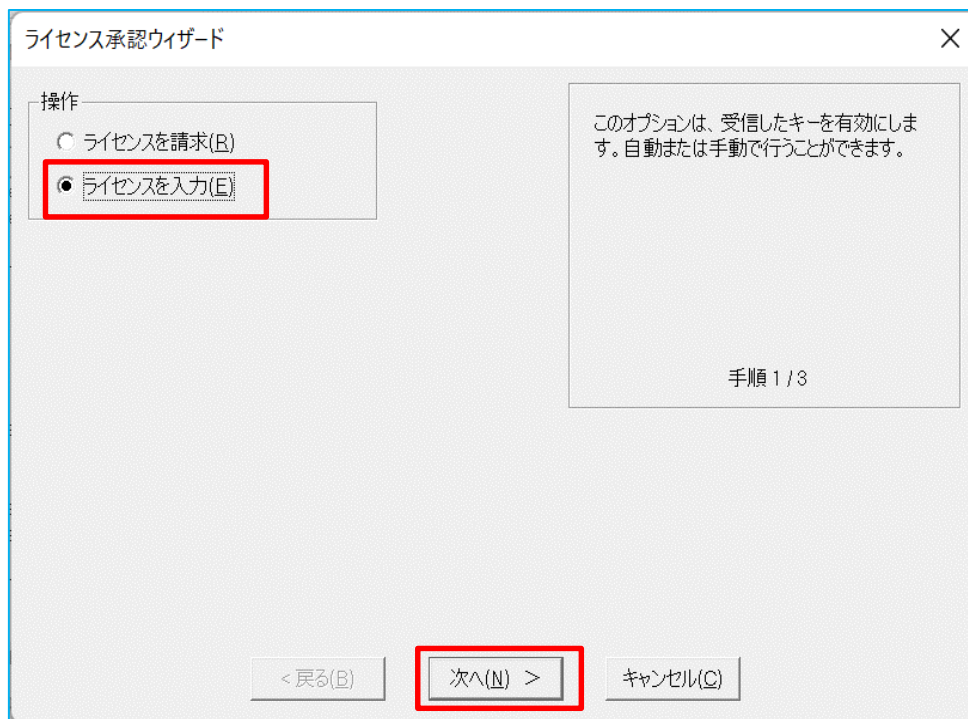 ライセンス承認ウィザード
操作
ライセンスを請求(R)
ライセンスを入力(E)
このオプションは、受信したキーを有効にしま
す。自動または手動で行うことができます。
手順 1 / 3
< 戻る(B)
次へ(N) >
キャンセル(C)